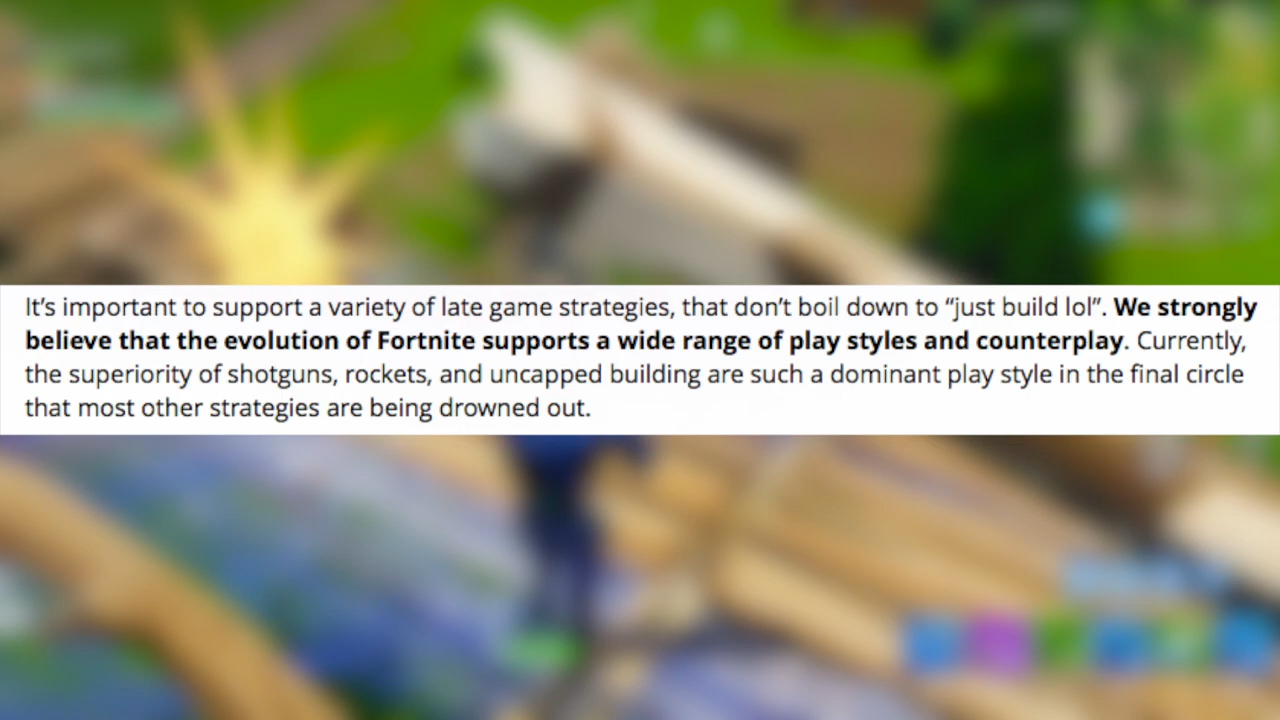 It’s important to support a variety of late game strategies, that don’t boil down to “just build lol”. We strongly
believe that the evolution of Fortnite supports a wide range of play styles and counterplay. Currently,
the superiority of shotguns, rockets, and uncapped building are such a dominant play style in the final circle
that most other strategies are being drowned out.